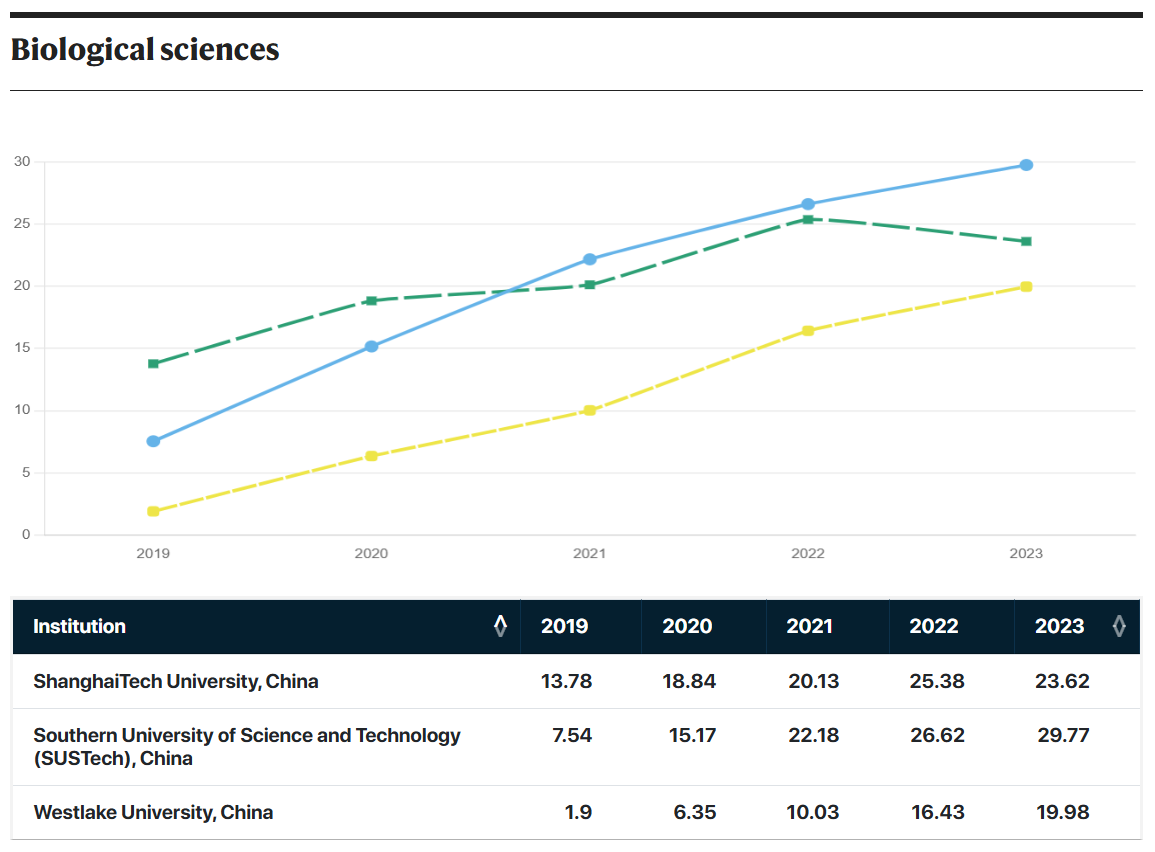 Biological sciences
30
25
20
15
10
5
0
2019 2020 2021 2022 2023
Institution 2019 2020 2021 2022 2023
ShanghaiTech University, China 13.78 18.84 20.13 25.38 23.62
Southern University of Science and Technology 7.54 15.17 22.18 26.62 29.77
(SUSTech), China
Westlake University, China 1.9 6.35 10.03 16.43 19.98